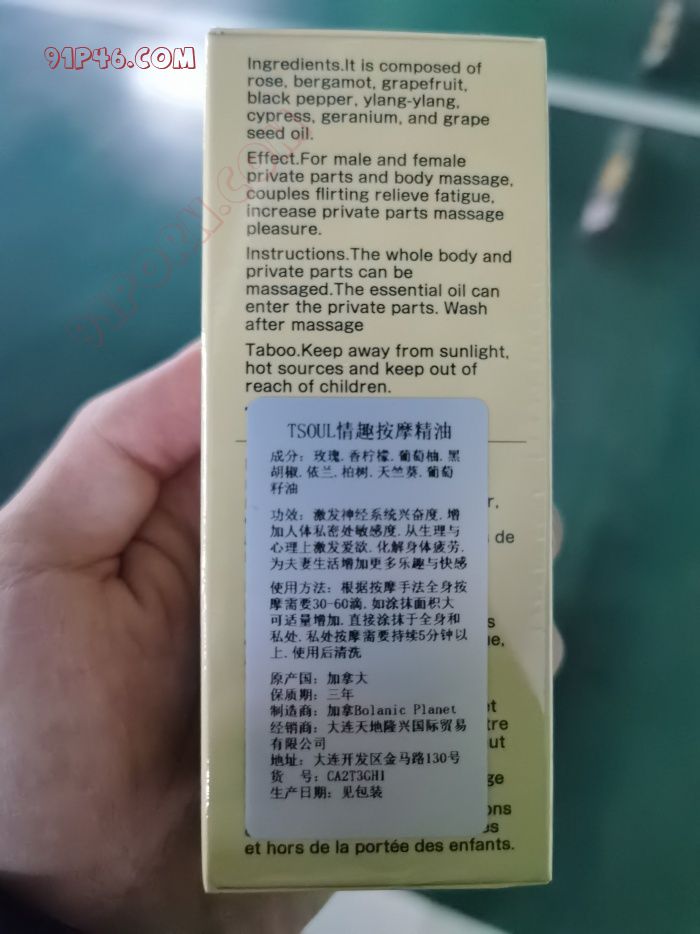 91P46.COM
91PORN.COM
Ingredients.It is composed of
rose, bergamot, grapefruit,
black pepper, ylang-ylang,
cypress, geranium, and grape
seed oil.
Effect.For male and female
private parts and body massage,
couples flirting relieve fatigue,
increase private parts massage
pleasure.
Instructions.The whole body and
private parts can be
massaged.The essential oil can
enter the private parts. Wash
after massage
Taboo.Keep away from sunlight,
hot sources and keep out of
reach of children.
TSOUL情趣按摩精油
成分: 玫瑰.香柠檬.葡萄柚.黑
胡椒.依兰.柏树.天竺葵.葡萄
籽油
功效: 激发神经系统兴奋度.增
加人体私密处敏感度.从生理与
心理上激发爱欲.化解身体疲劳.
为夫妻生活增加更多乐趣与快感
使用方法: 根据按摩手法全身按
摩需要30-60滴.如涂抹面积大
可适量增加.直接涂抹于全身和
私处.私处按摩需要持续5分钟以
上.使用后清洗
原产国: 加拿大
保质期: 三年
制造商: 加拿Bolanic Planet
经销商: 大连天地隆兴国际贸易
有限公司
地址: 大连开发区金马路130号
货 号: CA2T3GH1
生产日期: 见包装
de
et hors de la portée des enfants.